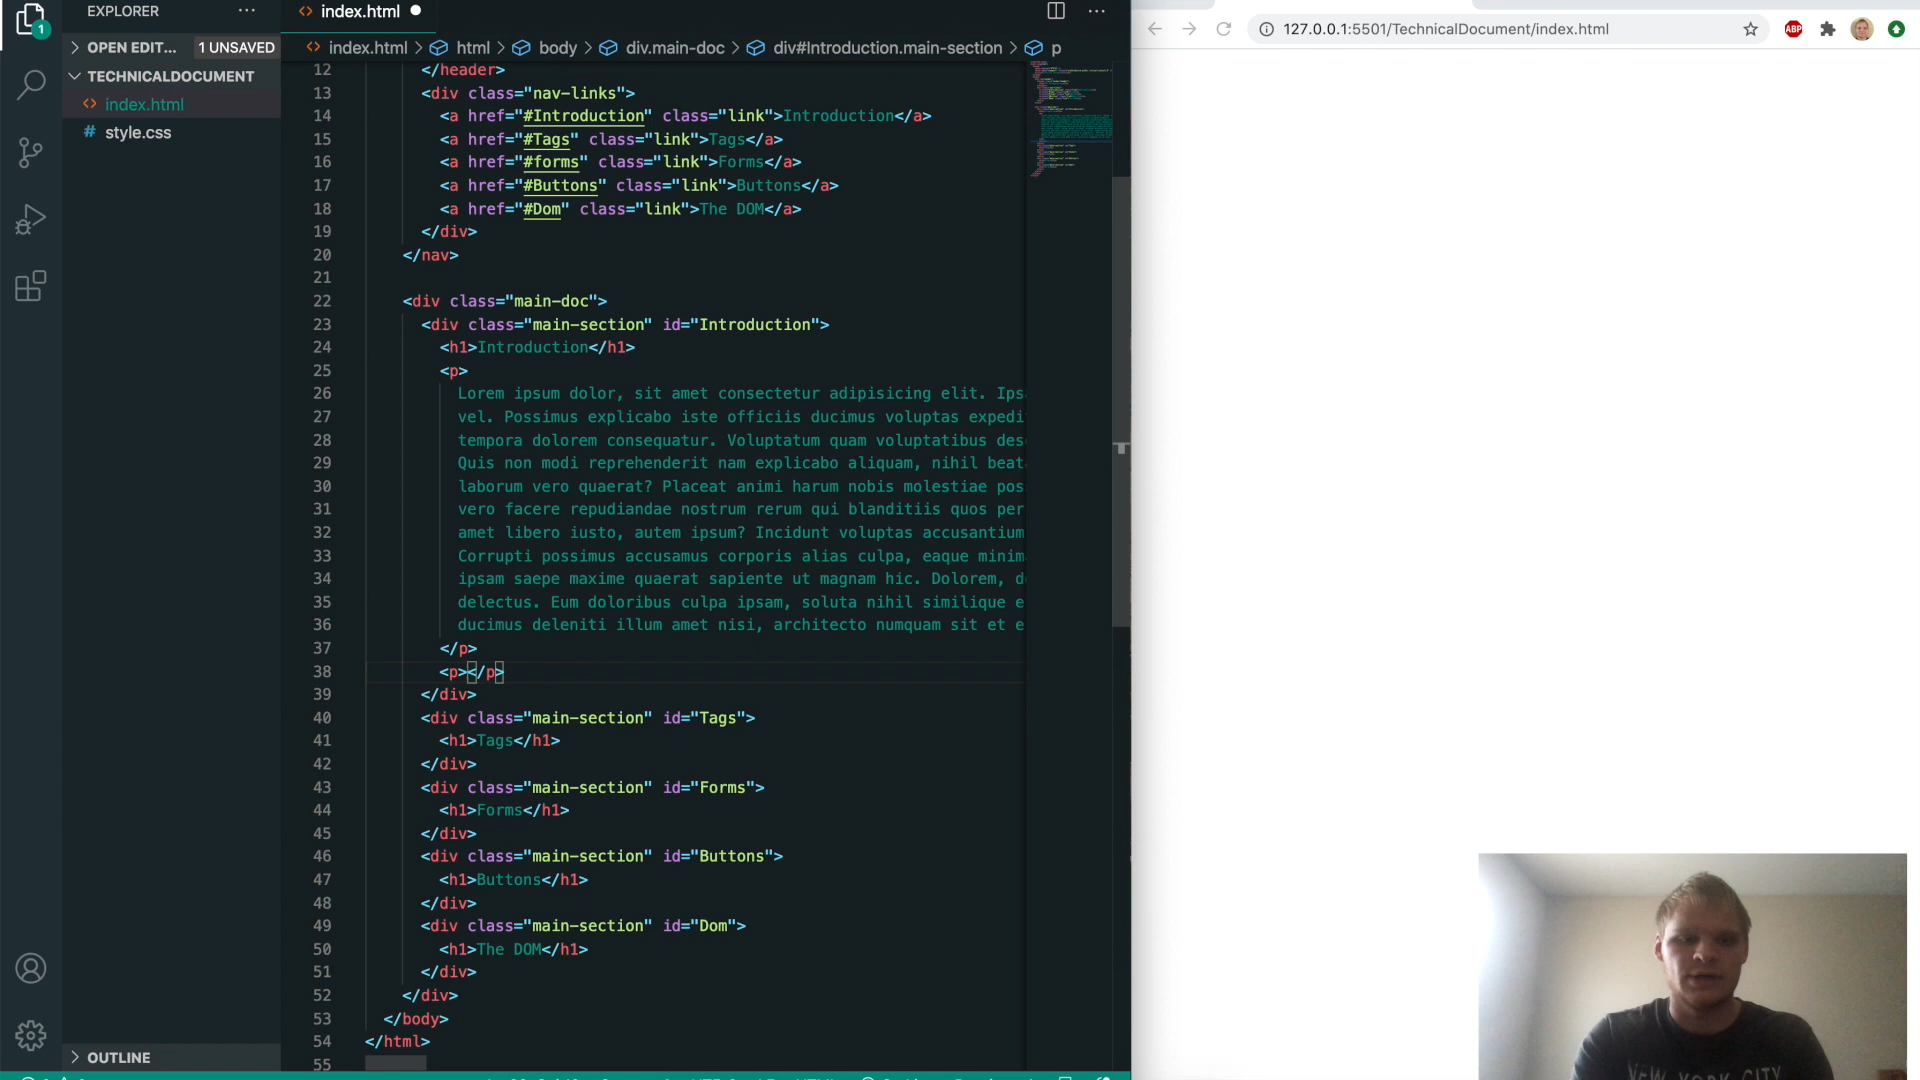 EXPLORER
OPEN EDIT... 1 UNSAVED
TECHNICALDOCUMENT
index.html
style.css
OUTLINE
1
index.html
index.html > html > body > div.main-doc > div#Introduction.main-section > p
12 </header>
13 <div class="nav-links">
14 <a href="#Introduction" class="link">Introduction</a>
15 <a href="#Tags" class="link">Tags</a>
16 <a href="#forms" class="link">Forms</a>
17 <a href="#Buttons" class="link">Buttons</a>
18 <a href="#Dom" class="link">The DOM</a>
19 </div>
20 </nav>
21
22 <div class="main-doc">
23 <div class="main-section" id="Introduction">
24 <h1>Introduction</h1>
25 <p>
26 Lorem ipsum dolor, sit amet consectetur adipisicing elit. Ips
27 vel. Possimus explicabo iste officiis ducimus voluptas expedi
28 tempora dolorem consequatur. Voluptatum quam voluptatibus des
29 Quis non modi reprehenderit nam explicabo aliquam, nihil beat
30 laborum vero quaerat? Placeat animi harum nobis molestiae pos
31 vero facere repudiandae nostrum rerum qui blanditiis quos per
32 amet libero iusto, autem ipsum? Incidunt voluptas accusantium
33 Corrupti possimus accusamus corporis alias culpa, eaque minim
34 ipsam saepe maxime quaerat sapiente ut magnam hic. Dolorem, d
35 delectus. Eum doloribus culpa ipsam, soluta nihil similique e
36 ducimus deleniti illum amet nisi, architecto numquam sit et e
37 </p>
38 <p></p>
39 </div>
40 <div class="main-section" id="Tags">
41 <h1>Tags</h1>
42 </div>
43 <div class="main-section" id="Forms">
44 <h1>Forms</h1>
45 </div>
46 <div class="main-section" id="Buttons">
47 <h1>Buttons</h1>
48 </div>
49 <div class="main-section" id="Dom">
50 <h1>The DOM</h1>
51 </div>
52 </div>
53 </body>
54 </html>
55
127.0.0.1:5501/TechnicalDocument/index.html
ABP
NEW YORK CITY